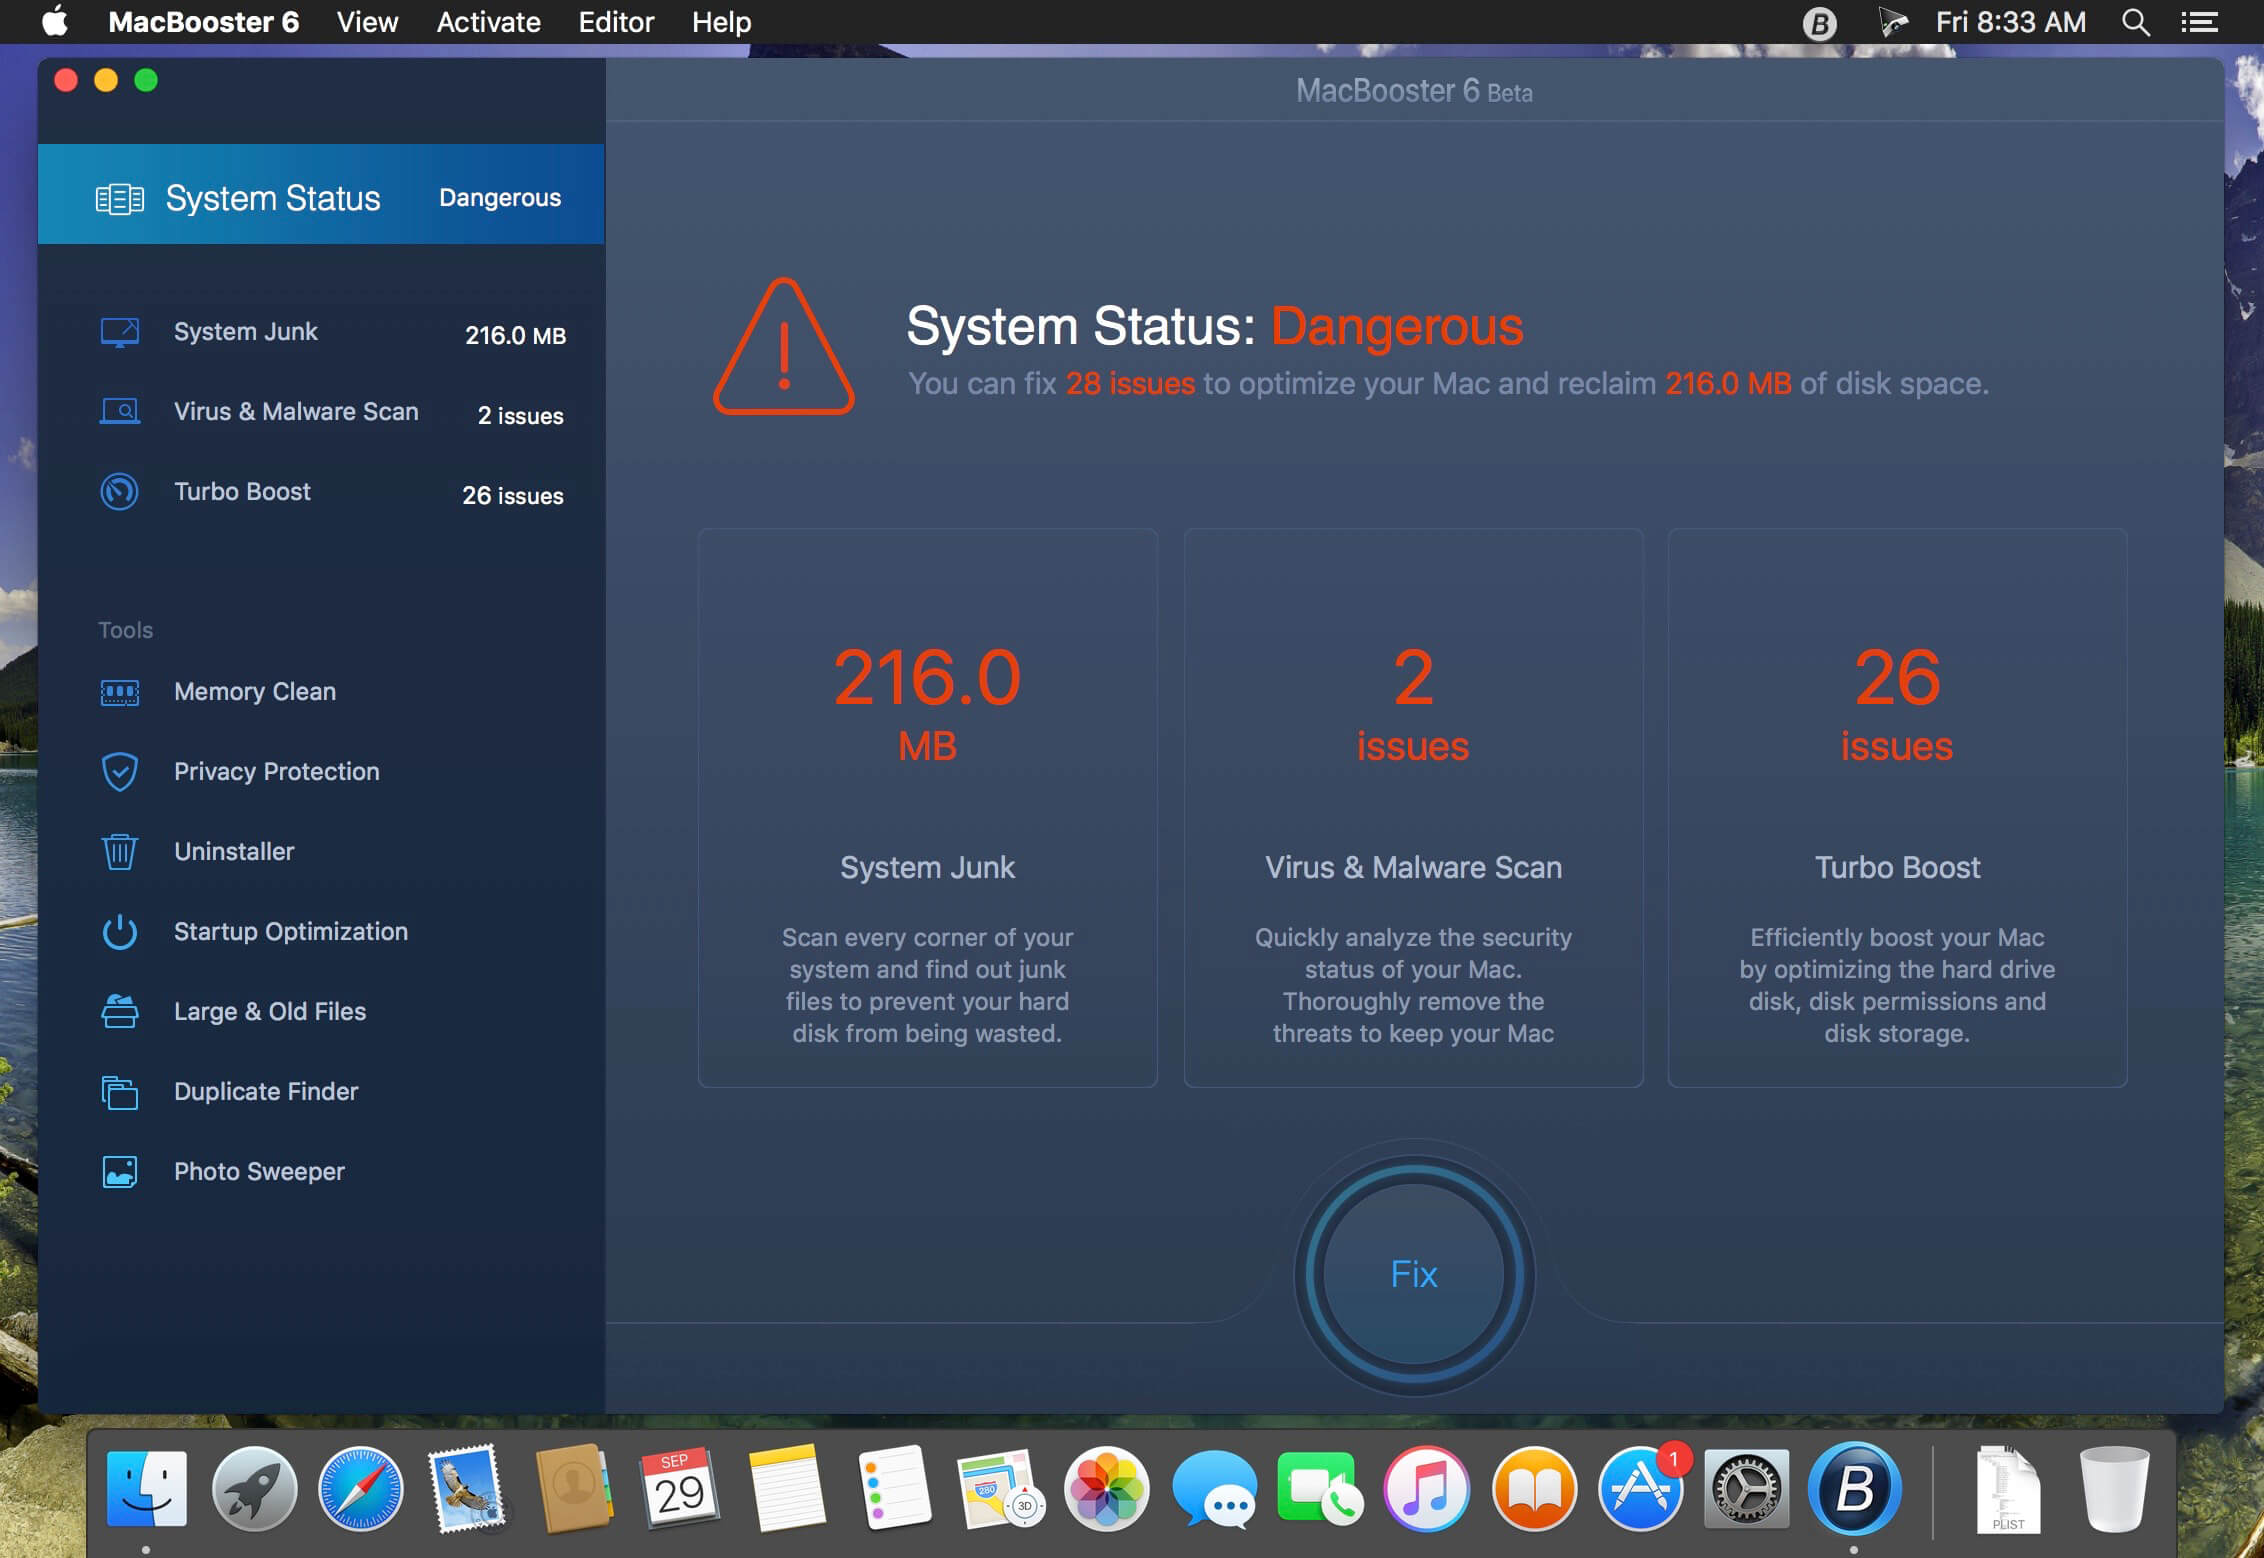 MacBooster 6 View Activate Editor Help
B Fri 8:33 AM
MacBooster 6 Beta
System Status Dangerous
System Junk 216.0 MB
Virus & Malware Scan 2 issues
Turbo Boost 26 issues
Tools
Memory Clean
Privacy Protection
Uninstaller
Startup Optimization
Large & Old Files
Duplicate Finder
Photo Sweeper
System Status: Dangerous
You can fix 28 issues to optimize your Mac and reclaim 216.0 MB of disk space.
216.0
MB
System Junk
Scan every corner of your
system and find out junk
files to prevent your hard
disk from being wasted.
2
issues
Virus & Malware Scan
Quickly analyze the security
status of your Mac.
Thoroughly remove the
threats to keep your Mac
26
issues
Turbo Boost
Efficiently boost your Mac
by optimizing the hard drive
disk, disk permissions and
disk storage.
Fix
SEP
29
280
3D
1
B
PLIST